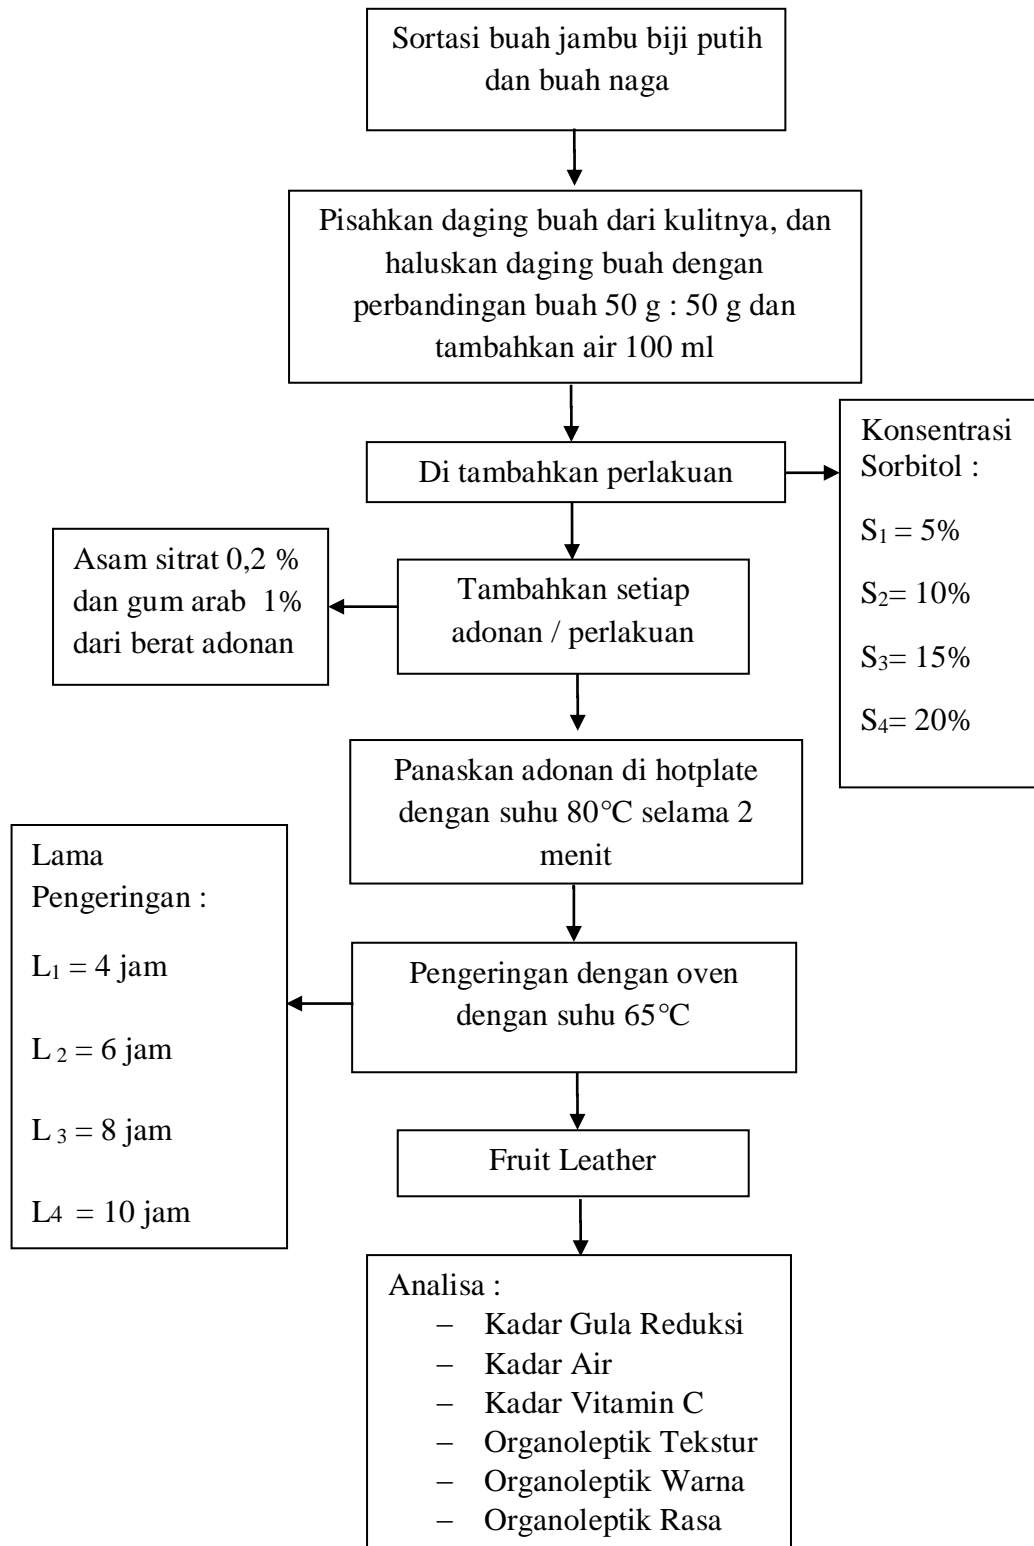 Sortasi buah jambu biji putih
dan buah naga
Pisahkan daging buah dari kulitnya, dan
haluskan daging buah dengan
perbandingan buah 50 g : 50 g dan
tambahkan air 100 ml
Di tambahkan perlakuan
Konsentrasi
Sorbitol :
S1 = 5%
S2= 10%
S3= 15%
S4= 20%
Tambahkan setiap
adonan / perlakuan
Asam sitrat 0,2 %
dan gum arab 1%
dari berat adonan
Panaskan adonan di hotplate
dengan suhu 80°C selama 2
menit
Pengeringan dengan oven
dengan suhu 65°C
Lama
Pengeringan :
L1 = 4 jam
L 2 = 6 jam
L 3 = 8 jam
L4 = 10 jam
Fruit Leather
Analisa :
– Kadar Gula Reduksi
– Kadar Air
– Kadar Vitamin C
– Organoleptik Tekstur
– Organoleptik Warna
– Organoleptik Rasa